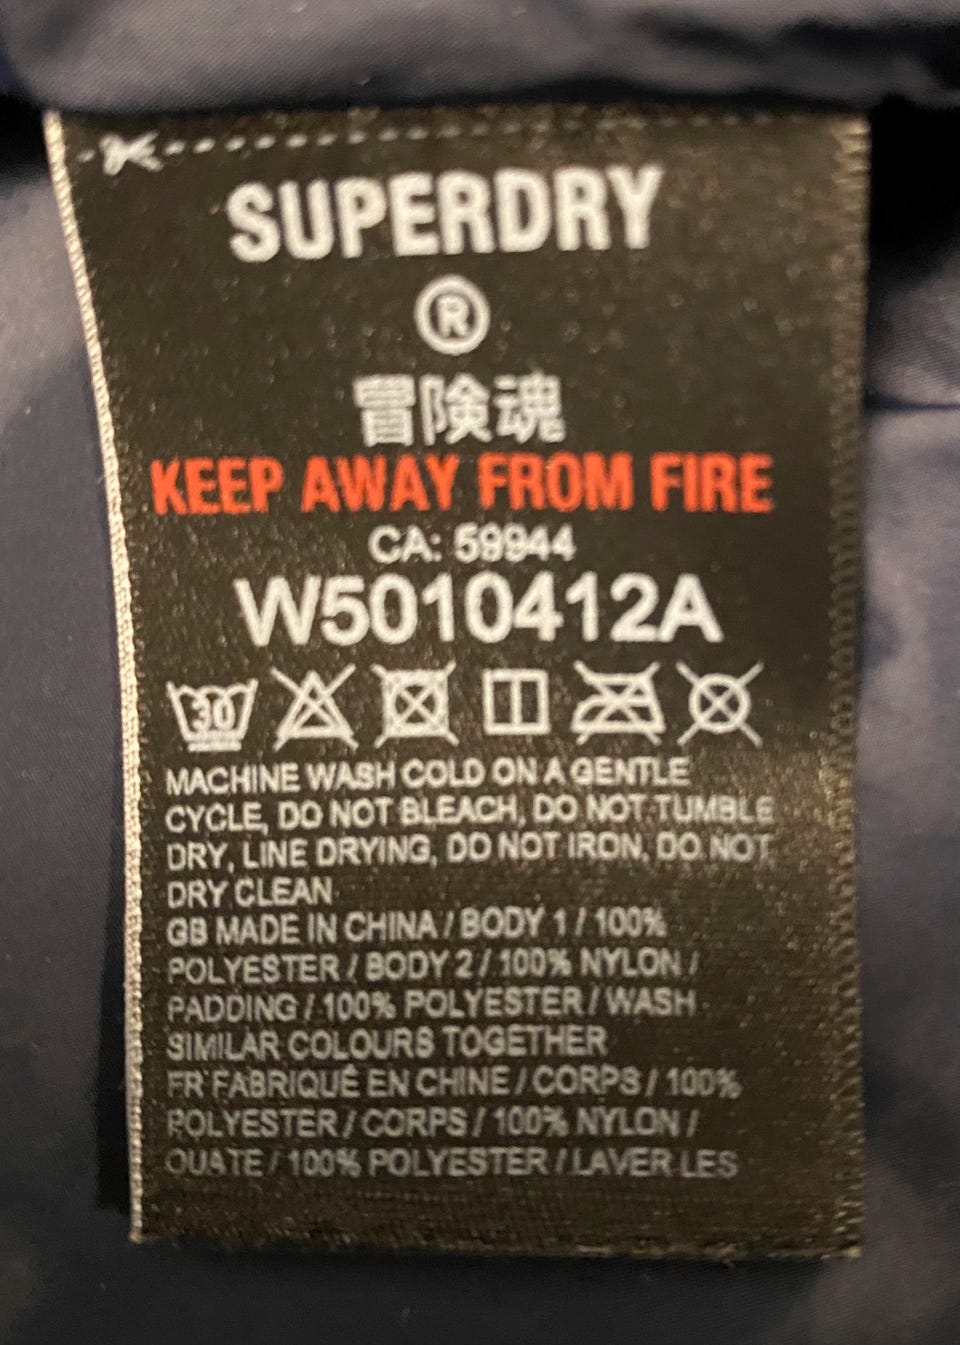 SUPERDRY
®
冒険魂
KEEP AWAY FROM FIRE
CA: 59944
W5010412A
30
MACHINE WASH COLD ON A GENTLE
CYCLE, DO NOT BLEACH, DO NOT TUMBLE
DRY, LINE DRYING, DO NOT IRON, DO NOT
DRY CLEAN
GB MADE IN CHINA / BODY 1 / 100%
POLYESTER / BODY 2 / 100% NYLON /
PADDING / 100% POLYESTER / WASH
SIMILAR COLOURS TOGETHER
FR FABRIQUÉ EN CHINE / CORPS / 100%
POLYESTER / CORPS / 100% NYLON /
OUATE / 100% POLYESTER / LAVER LES